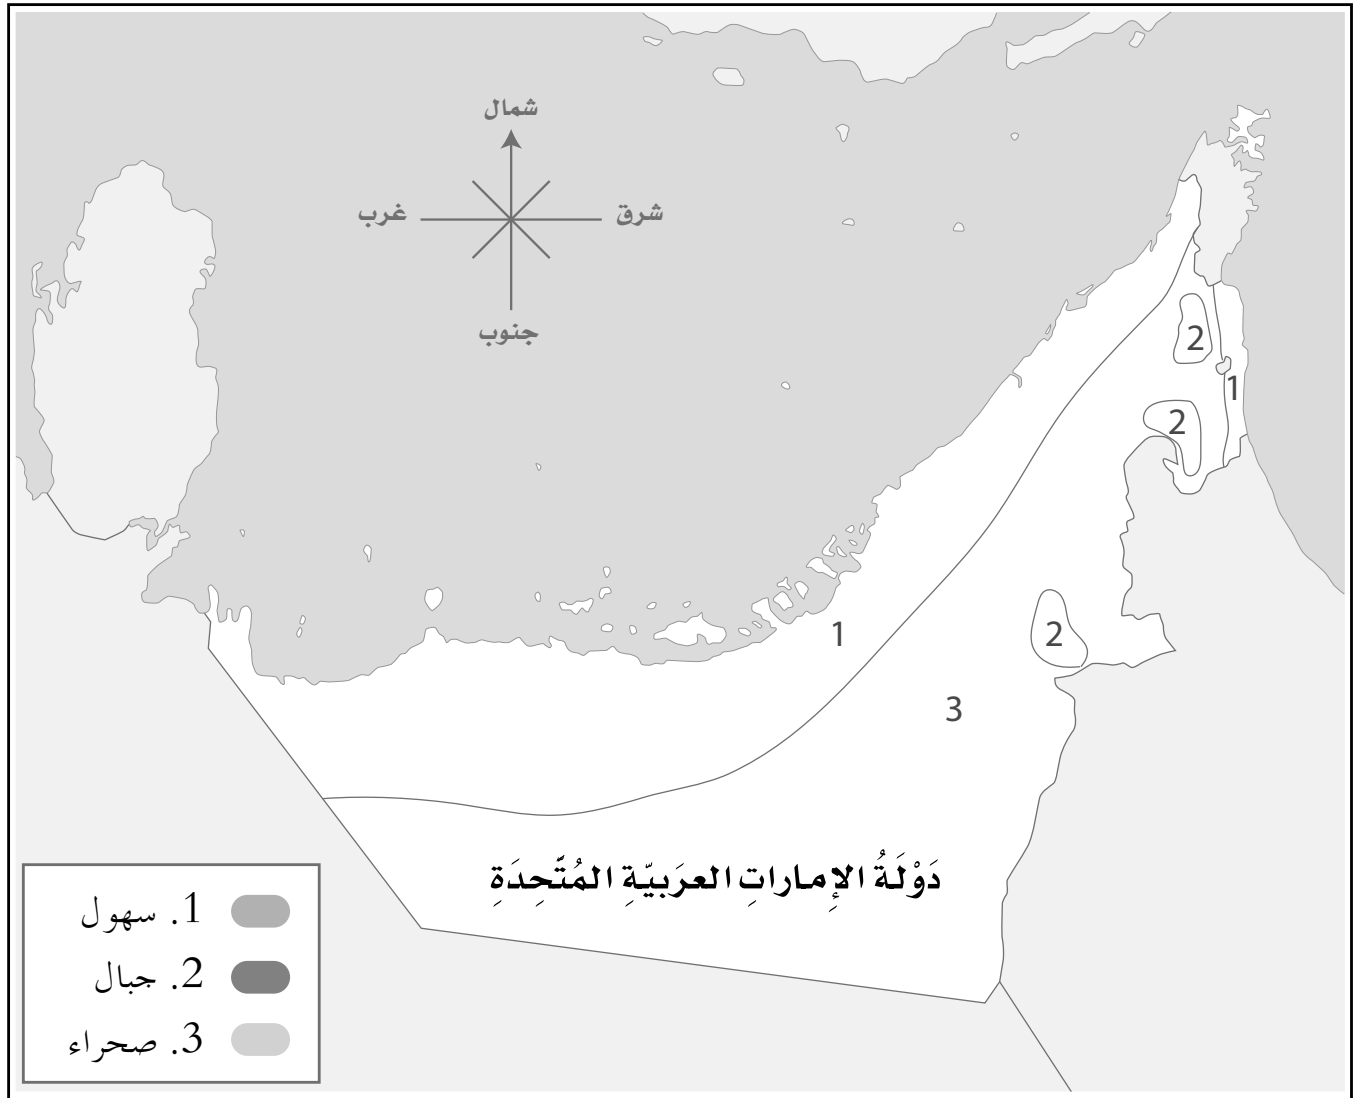 شمال
شرق
غرب
جنوب
2
1
2
2
1
3
دَوْلَةُ الإِماراتِ العرَبيّةِ المُتَّحِدَةِ
1. سهول
2. جبال
3. صحراء